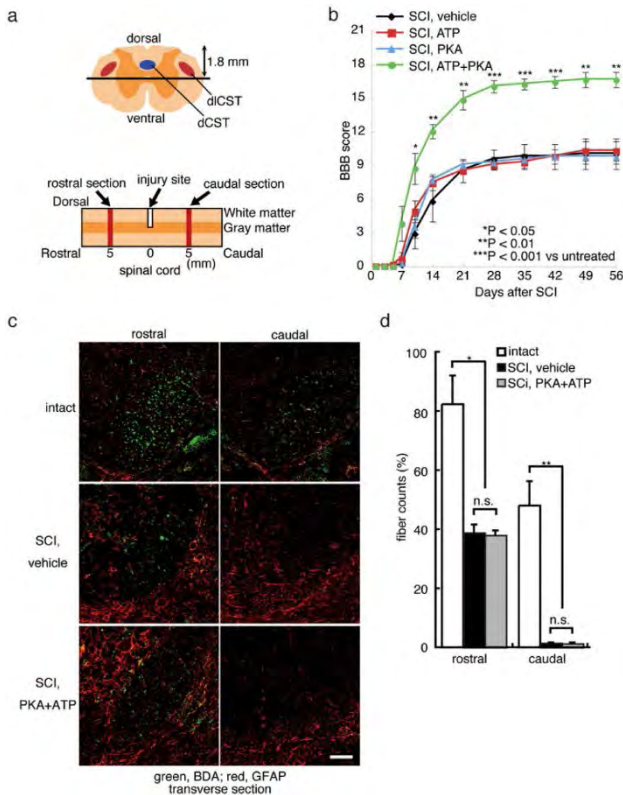 a
dorsal
1.8 mm
dlCST
dCST
ventral
rostral section
injury site
caudal section
Dorsal
White matter
Gray matter
Rostral
5
0
5
(mm)
Caudal
spinal cord
b
SCI, vehicle
SCI, ATP
SCI, PKA
SCI, ATP+PKA
BBB score
21
18
15
12
9
6
3
0
*
**
**
***
***
***
**
**
*P < 0.05
**P < 0.01
***P < 0.001 vs untreated
0 7 14 21 28 35 42 49 56
Days after SCI
c
rostral
caudal
intact
SCI,
vehicle
SCI,
PKA+ATP
green, BDA; red, GFAP
transverse section
d
intact
SCI, vehicle
SCi, PKA+ATP
fiber counts (%)
100
80
60
40
20
0
*
n.s.
**
n.s.
rostral
caudal